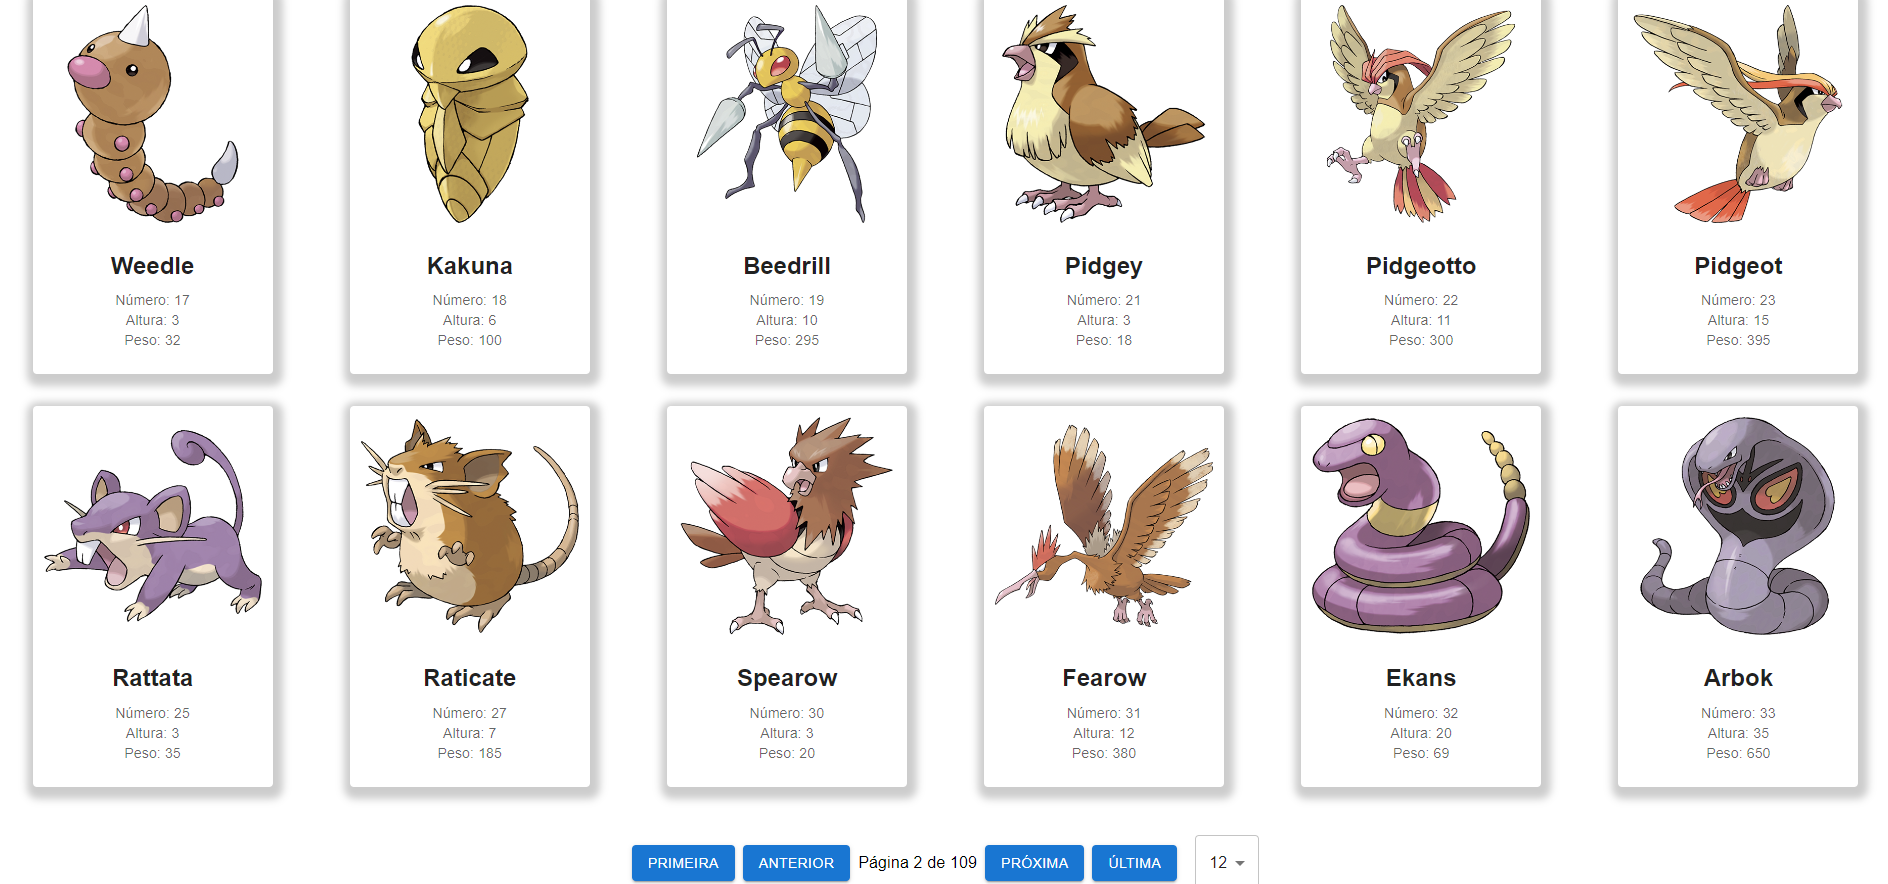 Weedle
Número: 17
Altura: 3
Peso: 32
Kakuna
Número: 18
Altura: 6
Peso: 100
Beedrill
Número: 19
Altura: 10
Peso: 295
Pidgey
Número: 21
Altura: 3
Peso: 18
Pidgeotto
Número: 22
Altura: 11
Peso: 300
Pidgeot
Número: 23
Altura: 15
Peso: 395
Rattata
Número: 25
Altura: 3
Peso: 35
Raticate
Número: 27
Altura: 7
Peso: 185
Spearow
Número: 30
Altura: 3
Peso: 20
Fearow
Número: 31
Altura: 12
Peso: 380
Ekans
Número: 32
Altura: 20
Peso: 69
Arbok
Número: 33
Altura: 35
Peso: 650
PRIMEIRA ANTERIOR Página 2 de 109 PRÓXIMA ÚLTIMA 12